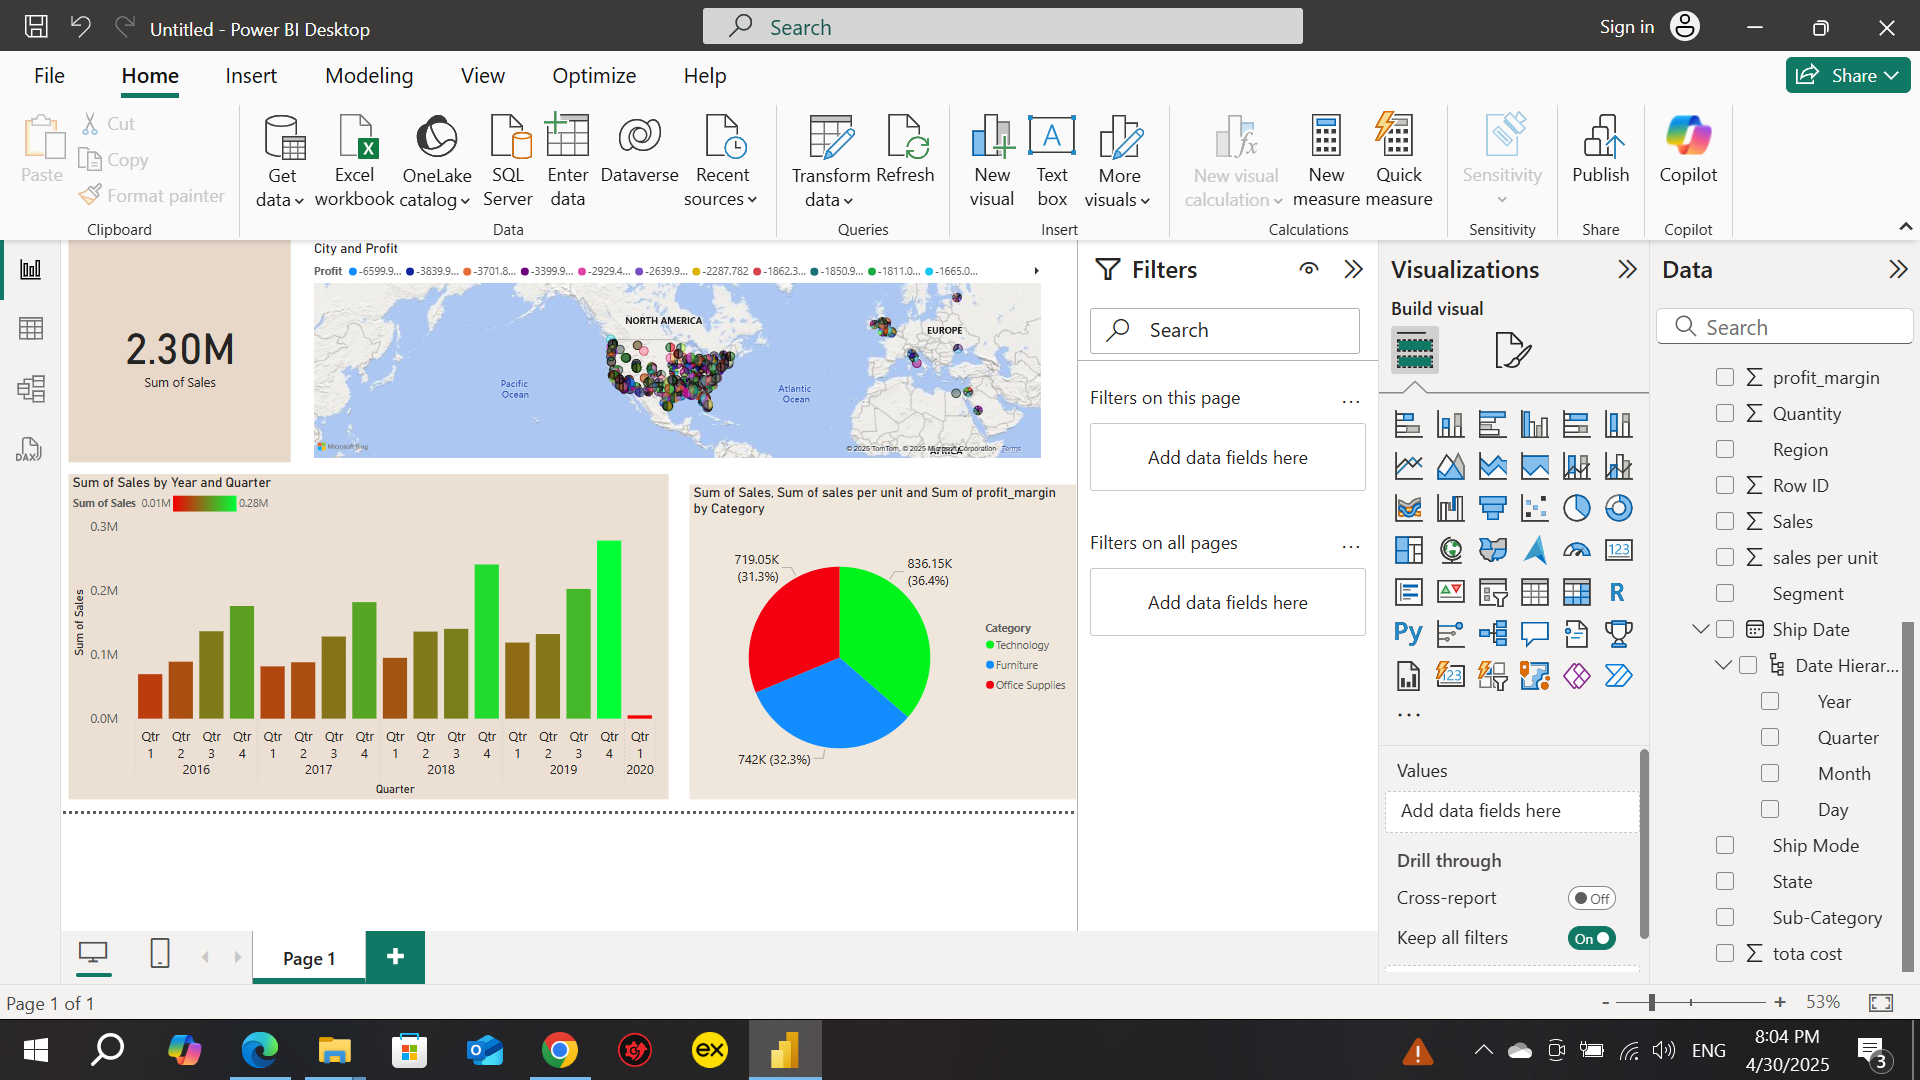 Untitled - Power BI Desktop
Search
Sign in
File
Home
Insert
Modeling
View
Optimize
Help
Share
Paste
Cut
Copy
Format painter
Clipboard
Get
data
Excel
workbook
OneLake
catalog
SQL
Server
Enter
data
Dataverse
Recent
sources
Data
Transform
data
Refresh
Queries
New
visual
Text
box
More
visuals
Insert
New visual
calculation
New
measure
Quick
measure
Calculations
Sensitivity
Sensitivity
Publish
Share
Copilot
Copilot
2.30M
Sum of Sales
City and Profit
Profit -6599.9... -3839.9... -3701.8... -3399.9... -2929.4... -2639.9... -2287.782 -1862.3... -1850.9... -1811.0... -1665.0...
NORTH AMERICA
EUROPE
Pacific
Ocean
Atlantic
Ocean
AFRICA
Microsoft Bing
© 2025 TomTom, © 2025 Microsoft Corporation Terms
Sum of Sales by Year and Quarter
Sum of Sales 0.01M 0.28M
Sum of Sales
0.3M
0.2M
0.1M
0.0M
Qtr 1 Qtr 2 Qtr 3 Qtr 4 Qtr 1 Qtr 2 Qtr 3 Qtr 4 Qtr 1 Qtr 2 Qtr 3 Qtr 4 Qtr 1 Qtr 2 Qtr 3 Qtr 4 Qtr 1
2016 2017 2018 2019 2020
Quarter
Sum of Sales, Sum of sales per unit and Sum of profit_margin
by Category
719.05K
(31.3%)
836.15K
(36.4%)
742K (32.3%)
Category
Technology
Furniture
Office Supplies
Filters
Search
Filters on this page
...
Add data fields here
Filters on all pages
...
Add data fields here
Visualizations
Build visual
123
R
Py
123
...
Values
Add data fields here
Drill through
Cross-report
Off
Keep all filters
On
Data
Search
profit_margin
Quantity
Region
Row ID
Sales
sales per unit
Segment
Ship Date
Date Hierar...
Year
Quarter
Month
Day
Ship Mode
State
Sub-Category
tota cost
DAX
Page 1
+
Page 1 of 1
- + 53%
ex
ENG
8:04 PM
4/30/2025
3